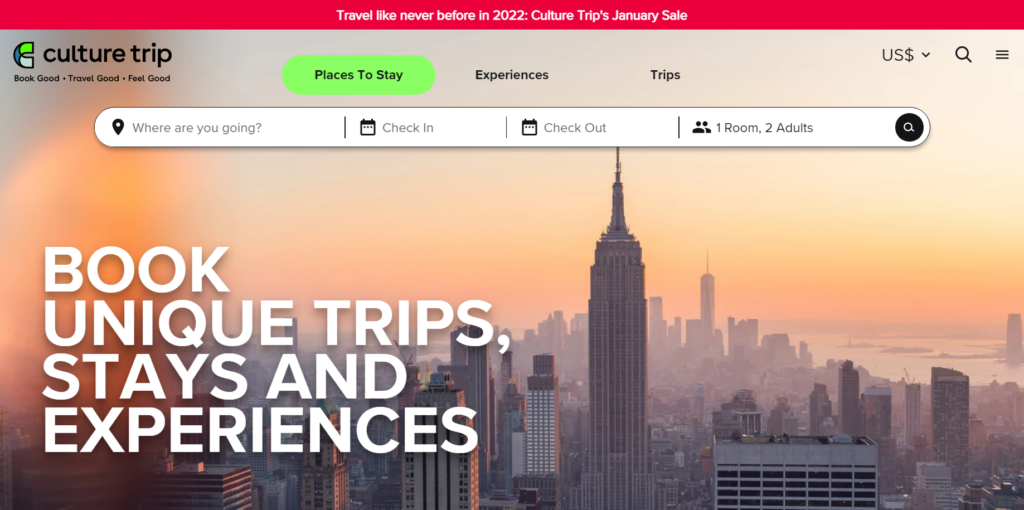 Travel like never before in 2022: Culture Trip's January Sale
culture trip
Book Good • Travel Good • Feel Good
Places To Stay
Experiences
Trips
US$
Where are you going?
Check In
Check Out
1 Room, 2 Adults
BOOK
UNIQUE TRIPS,
STAYS AND
EXPERIENCES